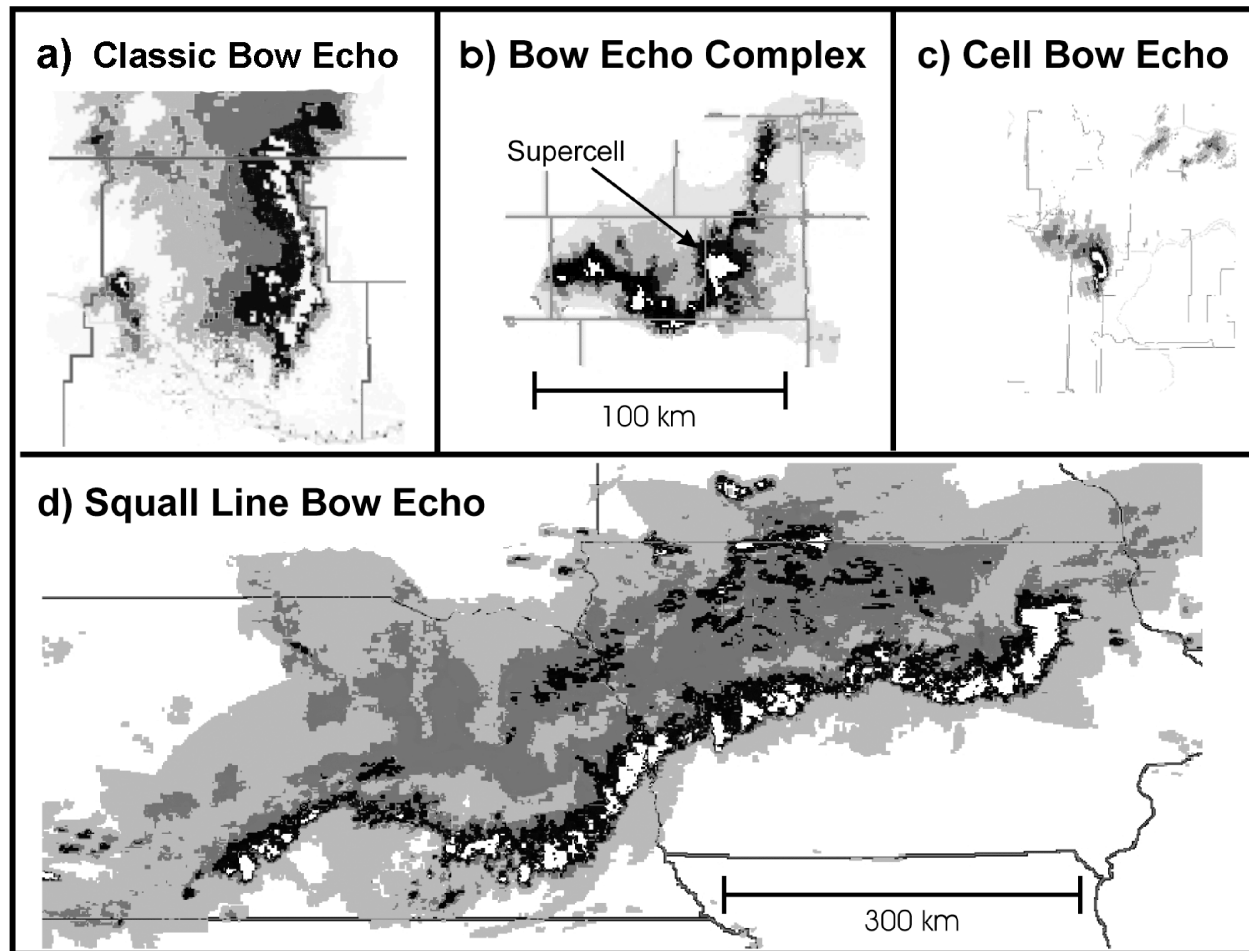 a) Classic Bow Echo
b) Bow Echo Complex
Supercell
100 km
c) Cell Bow Echo
d) Squall Line Bow Echo
300 km